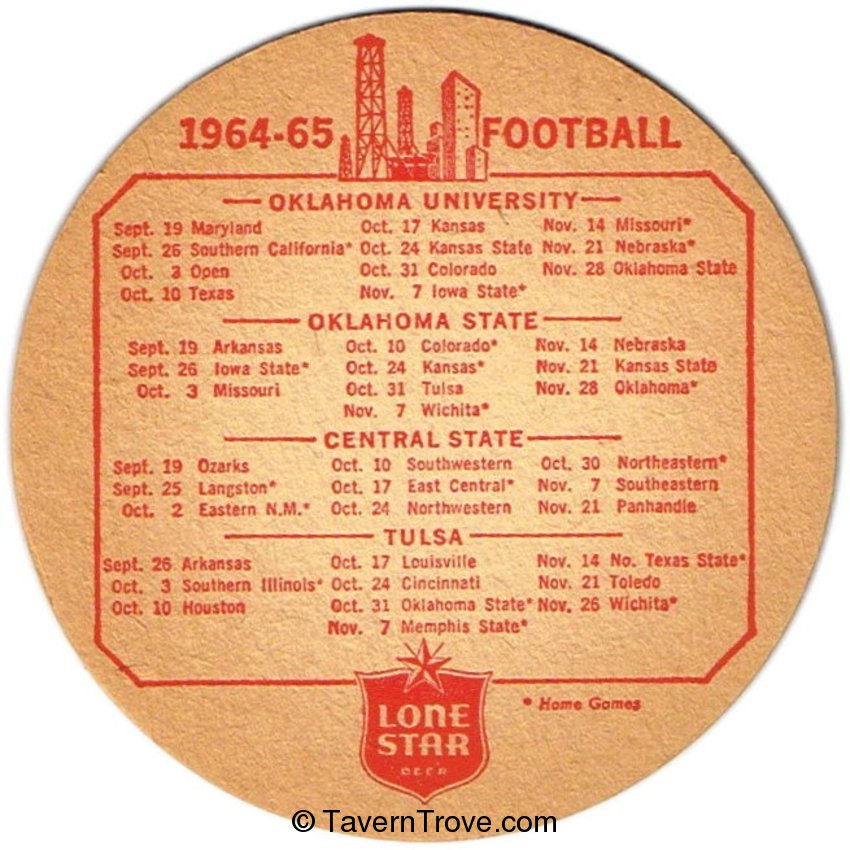 1964-65 FOOTBALL
OKLAHOMA UNIVERSITY
Sept. 19 Maryland Oct. 17 Kansas Nov. 14 Missouri*
Sept. 26 Southern California* Oct. 24 Kansas State Nov. 21 Nebraska*
Oct. 3 Open Oct. 31 Colorado Nov. 28 Oklahoma State
Oct. 10 Texas Nov. 7 Iowa State*
OKLAHOMA STATE
Sept. 19 Arkansas Oct. 10 Colorado* Nov. 14 Nebraska
Sept. 26 Iowa State* Oct. 24 Kansas* Nov. 21 Kansas State
Oct. 3 Missouri Oct. 31 Tulsa Nov. 28 Oklahoma*
Nov. 7 Wichita*
CENTRAL STATE
Sept. 19 Ozarks Oct. 10 Southwestern Oct. 30 Northeastern*
Sept. 25 Langston* Oct. 17 East Central* Nov. 7 Southeastern
Oct. 2 Eastern N.M.* Oct. 24 Northwestern Nov. 21 Panhandle
TULSA
Sept. 26 Arkansas Oct. 17 Louisville Nov. 14 No. Texas State*
Oct. 3 Southern Illinois* Oct. 24 Cincinnati Nov. 21 Toledo
Oct. 10 Houston Oct. 31 Oklahoma State* Nov. 26 Wichita*
Nov. 7 Memphis State*
* Home Games
LONE
STAR
BEER
© TavernTrove.com